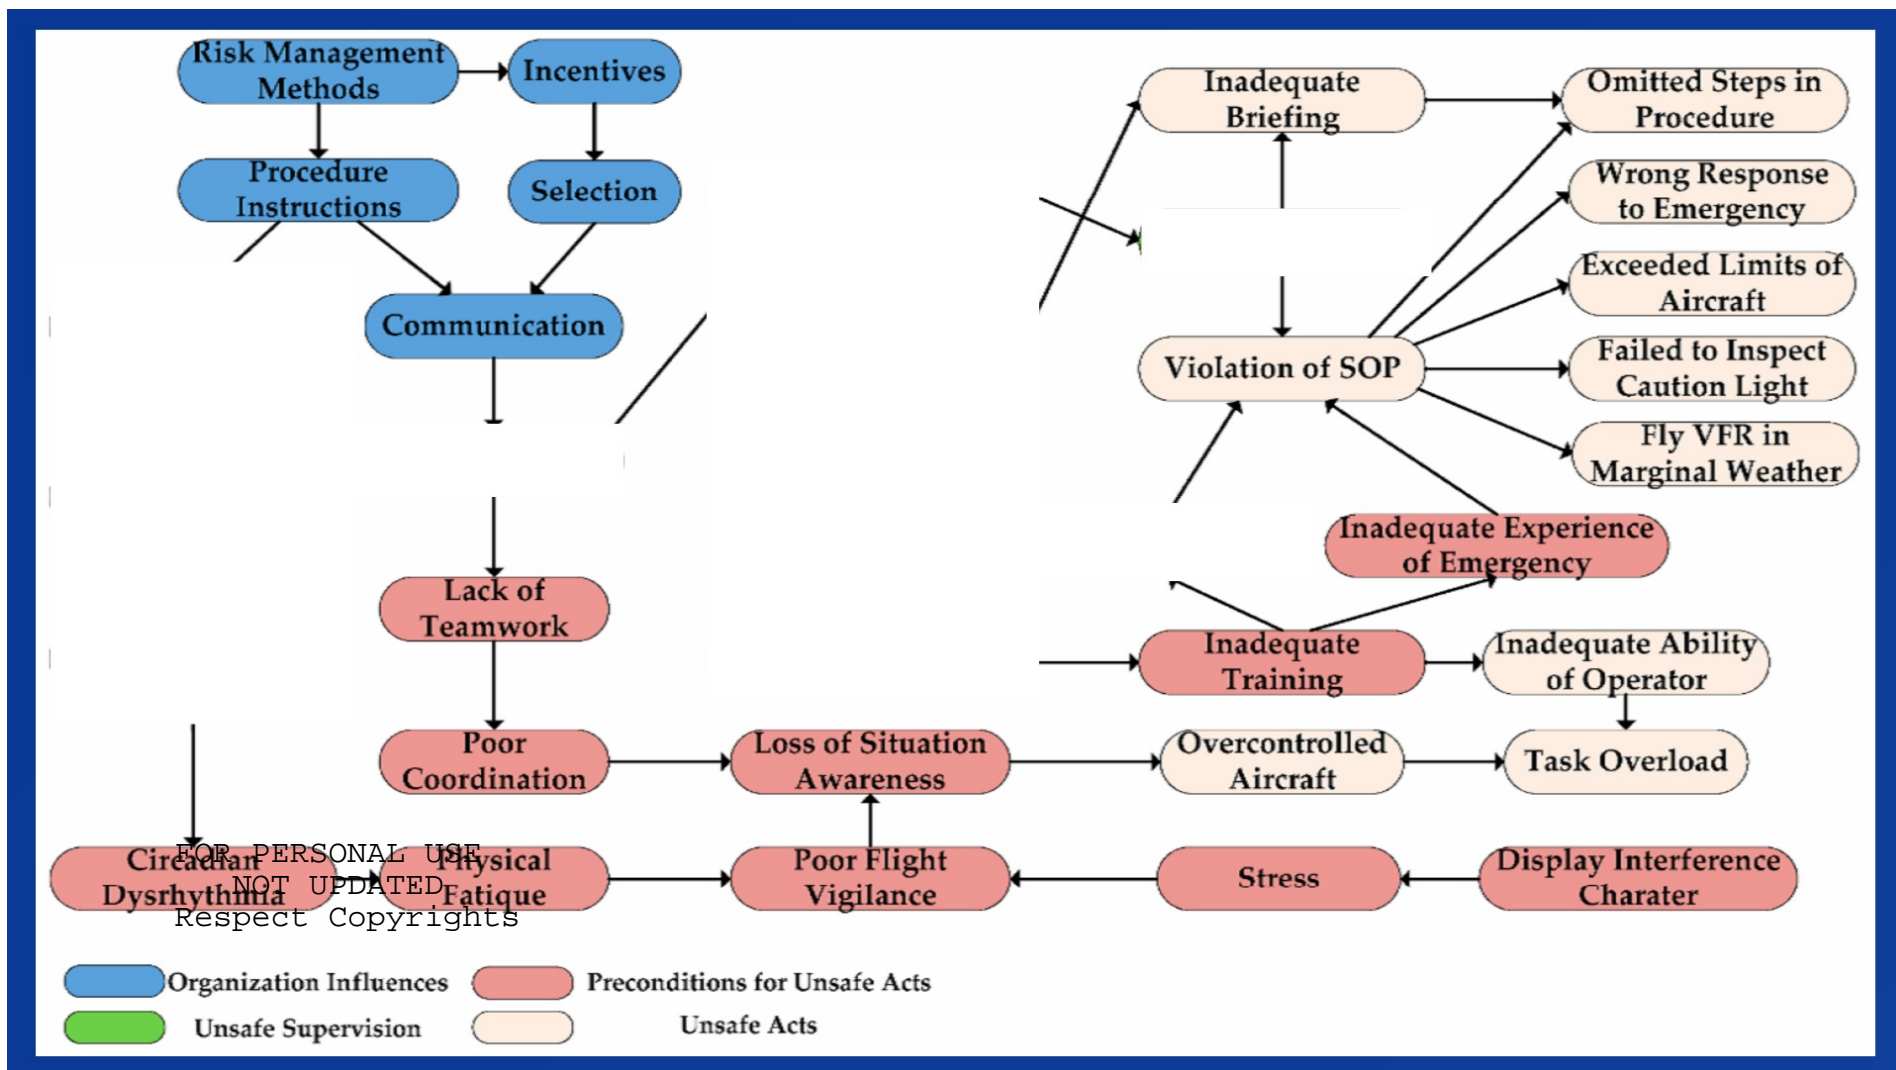 Risk Management
Methods
Incentives
Inadequate
Briefing
Omitted Steps in
Procedure
Procedure
Instructions
Selection
Wrong Response
to Emergency
Exceeded Limits of
Aircraft
Communication
Violation of SOP
Failed to Inspect
Caution Light
Fly VFR in
Marginal Weather
Inadequate Experience
of Emergency
Lack of
Teamwork
Inadequate
Training
Inadequate Ability
of Operator
Poor
Coordination
Loss of Situation
Awareness
Overcontrolled
Aircraft
Task Overload
Circadian
Dysrhythmia
Physical
Fatique
Poor Flight
Vigilance
Stress
Display Interference
Charater
FOR PERSONAL USE
NOT UPDATED
Respect Copyrights
Organization Influences
Preconditions for Unsafe Acts
Unsafe Supervision
Unsafe Acts